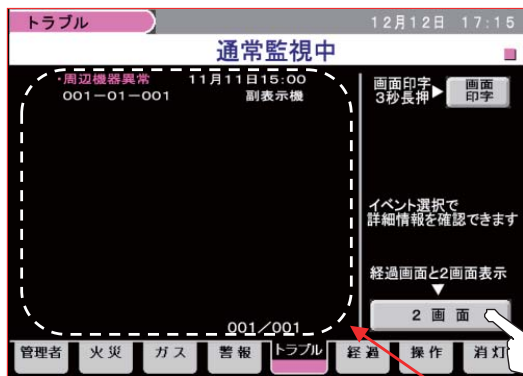 トラブル
12月12日 17:15
通常監視中
・周辺機器異常 11月11日15:00
001-01-001 副表示機
画面印字
3秒長押▶
画面
印字
イベント選択で
詳細情報を確認できます
経過画面と2画面表示
▼
2 画 面
001/001
管理者 火災 ガス 警報 トラブル 経過 操作 消灯